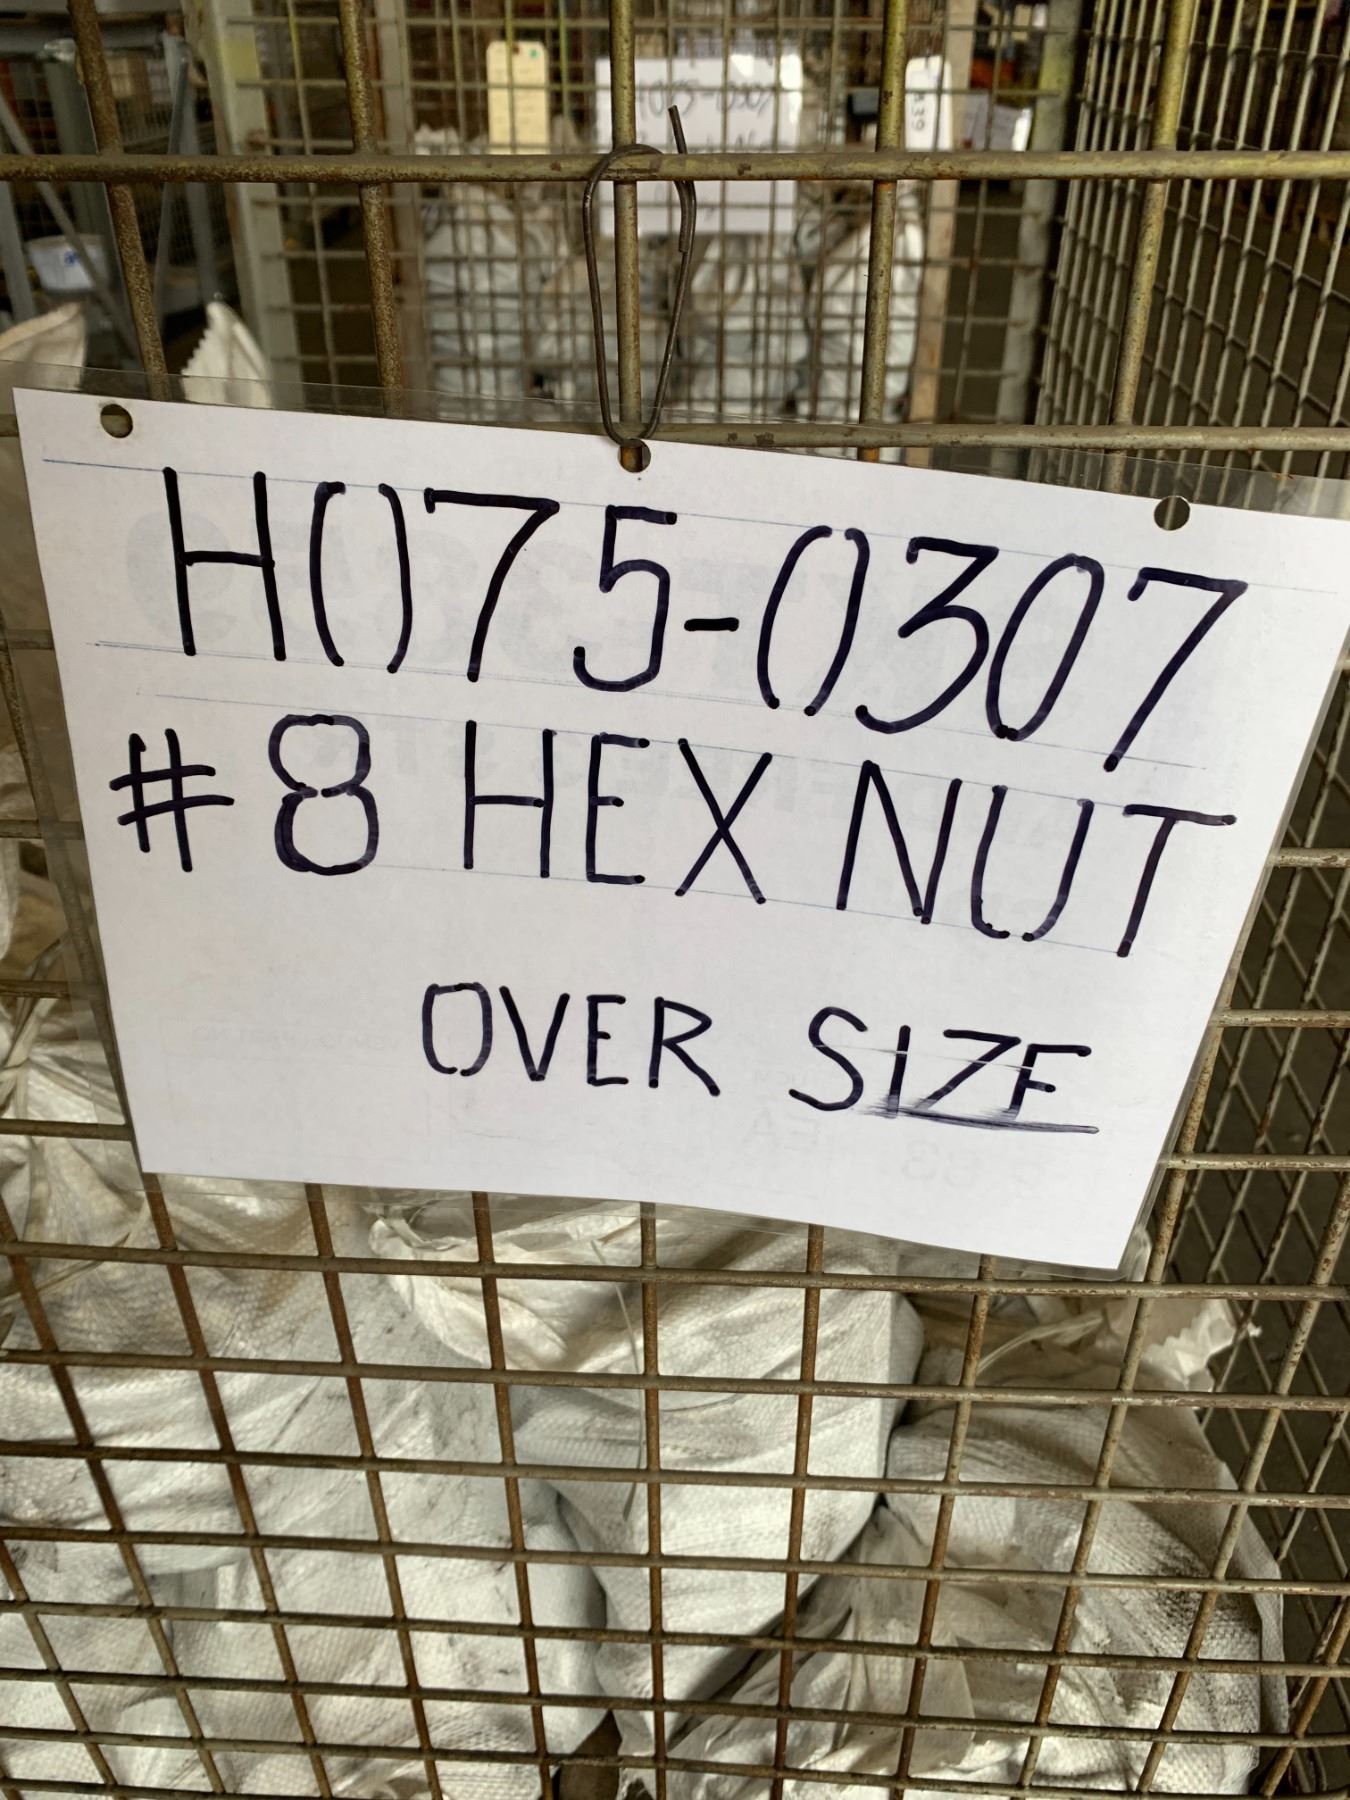 H075-0307
#8 HEX NUT
OVER SIZE